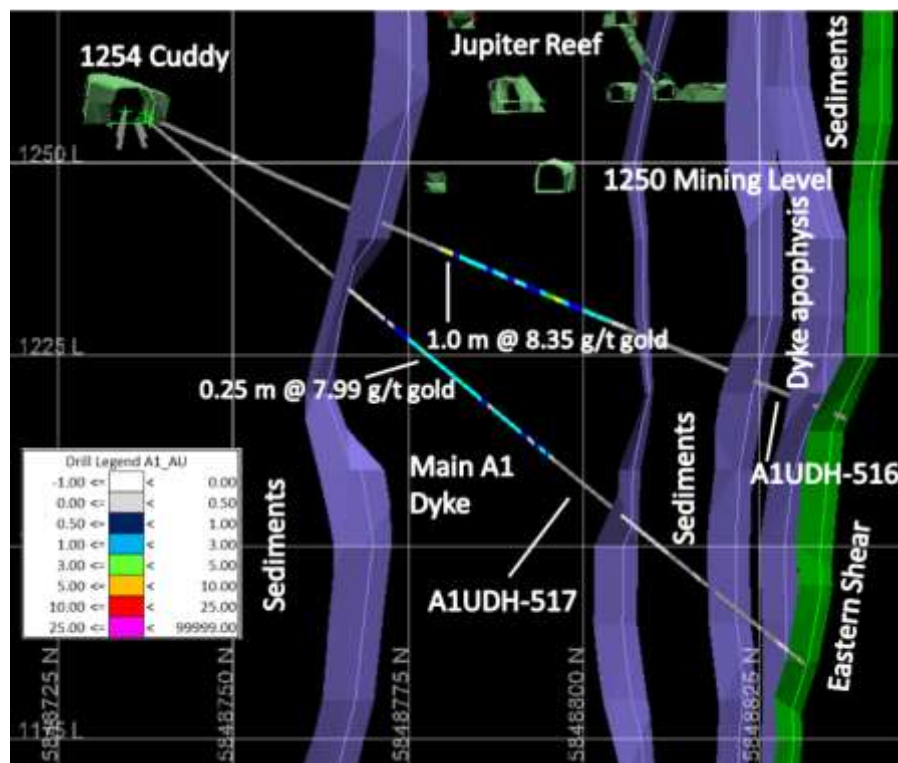 1254 Cuddy
Jupiter Reef
Sediments
1250 L
1250 Mining Level
Dyke apophysis
1.0 m @ 8.35 g/t gold
1225 L
0.25 m @ 7.99 g/t gold
Main A1
Dyke
Sediments
Sediments
A1UDH-516
A1UDH-517
Eastern Shear
Drill Legend A1_AU
-1.00 <= < 0.00
0.00 <= < 0.50
0.50 <= < 1.00
1.00 <= < 3.00
3.00 <= < 5.00
5.00 <= < 10.00
10.00 <= < 25.00
25.00 <= < 99999.00
5848725 N
5848750 N
5848775 N
5848800 N
5848825 N